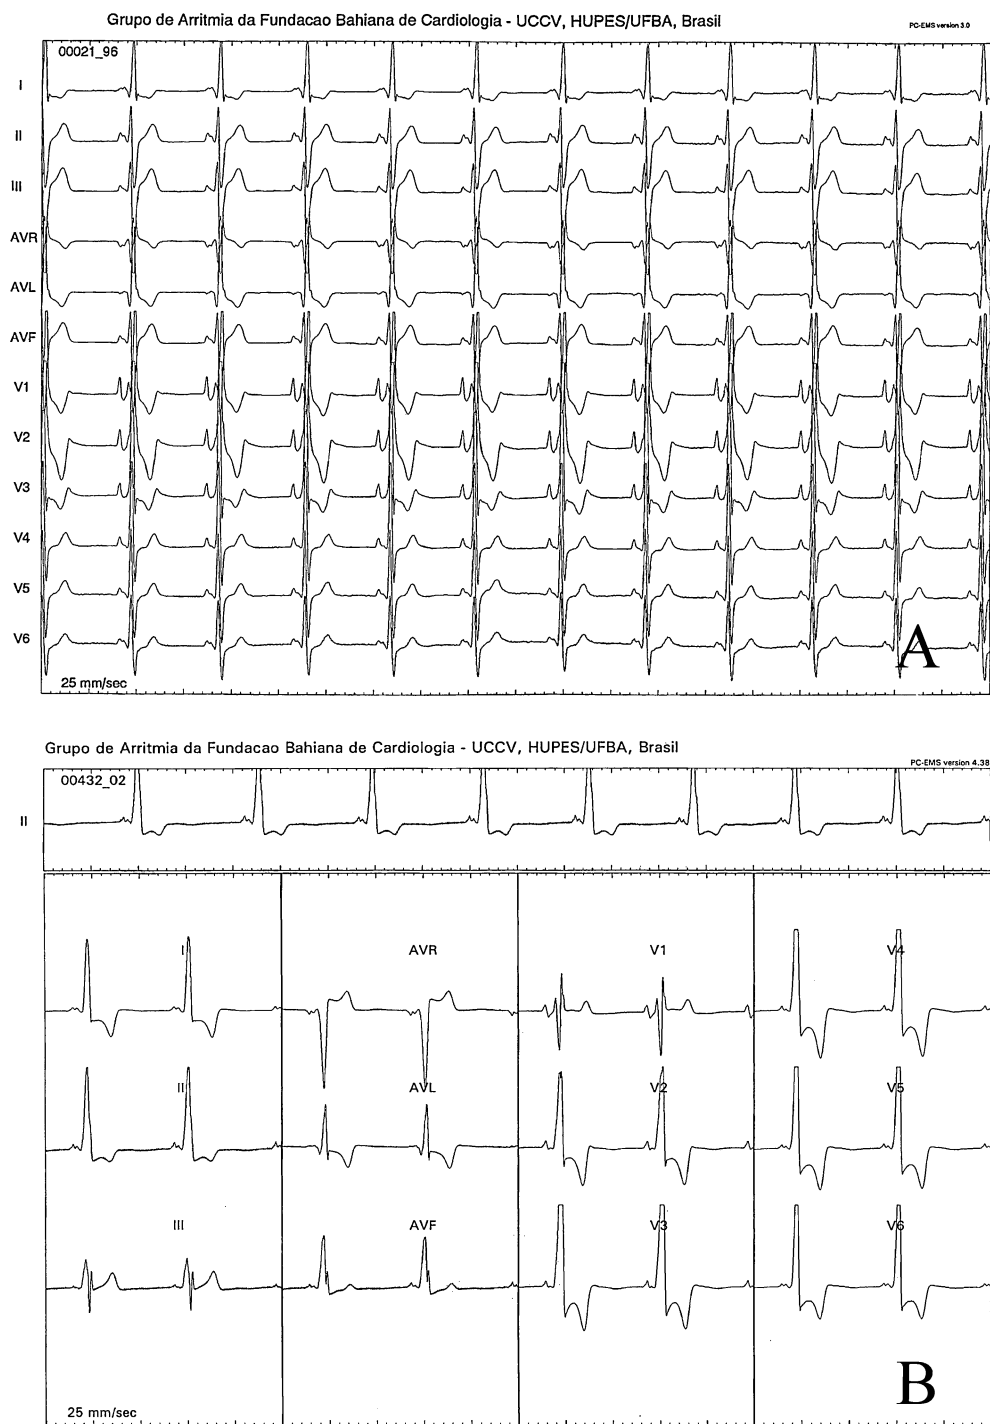 Grupo de Arritmia da Fundacao Bahiana de Cardiologia - UCCV, HUPES/UFBA, Brasil
PC-EMS version 3.0
00021_96
I
II
III
AVR
AVL
AVF
V1
V2
V3
V4
V5
V6
A
25 mm/sec
Grupo de Arritmia da Fundacao Bahiana de Cardiologia - UCCV, HUPES/UFBA, Brasil
PC-EMS version 4.38
00432_02
II
I AVR V1 V4
II AVL V2 V5
III AVF V3 V6
B
25 mm/sec